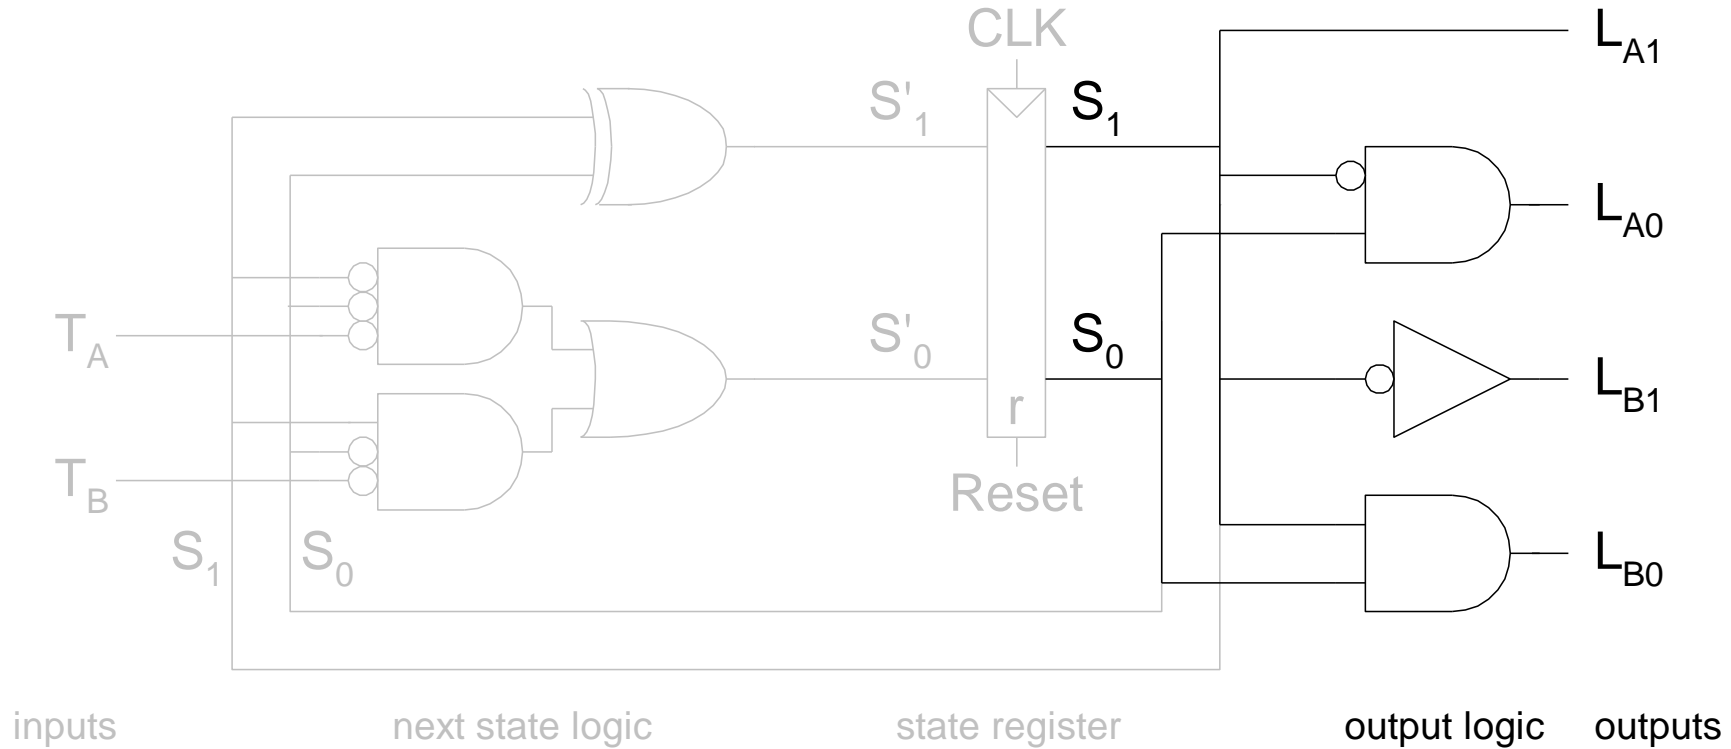 CLK
L_A1
S'_1
S_1
L_A0
T_A
S'_0
S_0
L_B1
r
T_B
Reset
S_1
S_0
L_B0
inputs
next state logic
state register
output logic
outputs